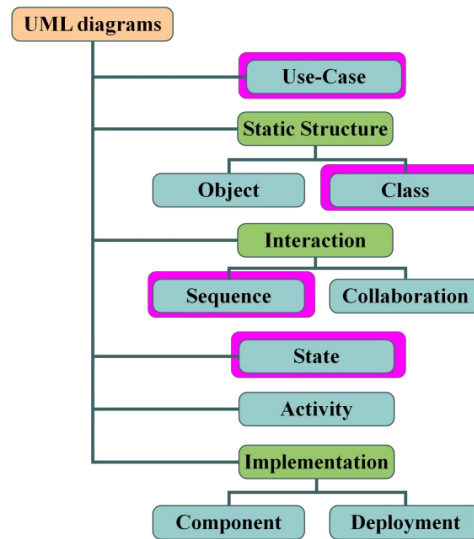 UML diagrams
Use-Case
Static Structure
Object
Class
Interaction
Sequence
Collaboration
State
Activity
Implementation
Component
Deployment